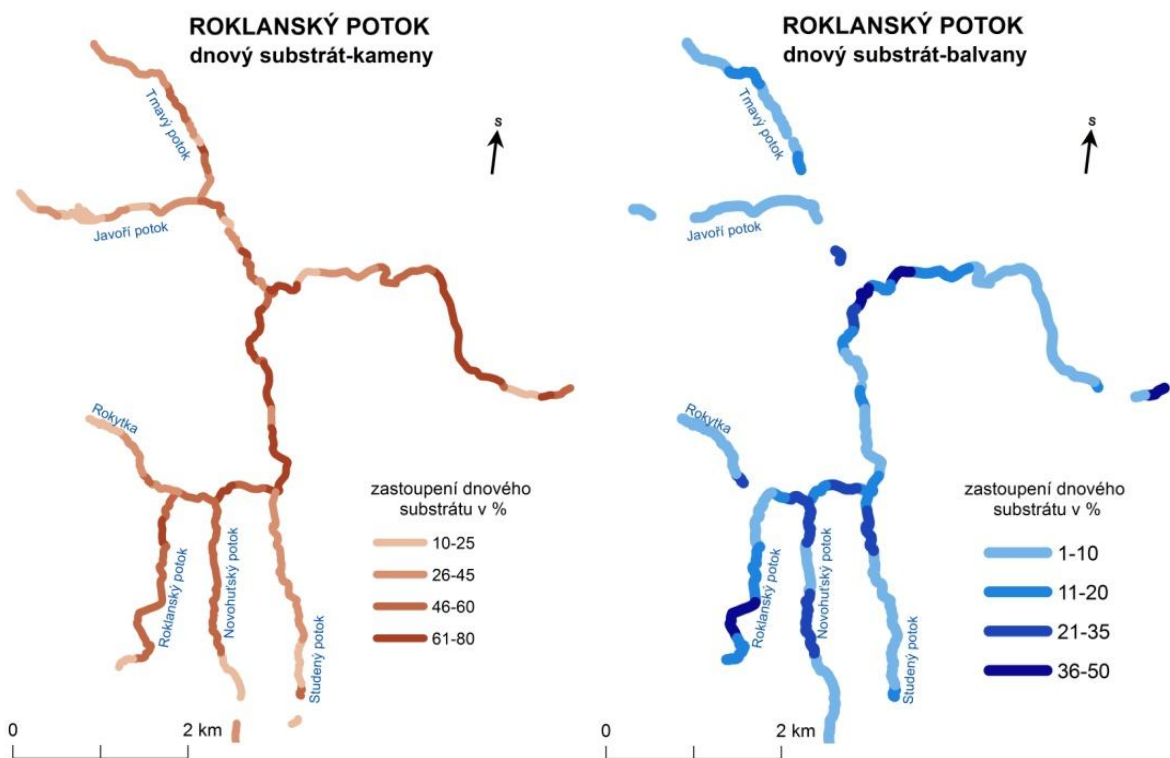 ROKLANSKÝ POTOK
dnový substrát-kameny
s
Tmavý potok
Javoří potok
Rokytka
Roklanský potok
Novohuťský potok
Studený potok
zastoupení dnového
substrátu v %
10-25
26-45
46-60
61-80
0
2 km
ROKLANSKÝ POTOK
dnový substrát-balvany
s
Tmavý potok
Javoří potok
Rokytka
Roklanský potok
Novohuťský potok
Studený potok
zastoupení dnového
substrátu v %
1-10
11-20
21-35
36-50
0
2 km